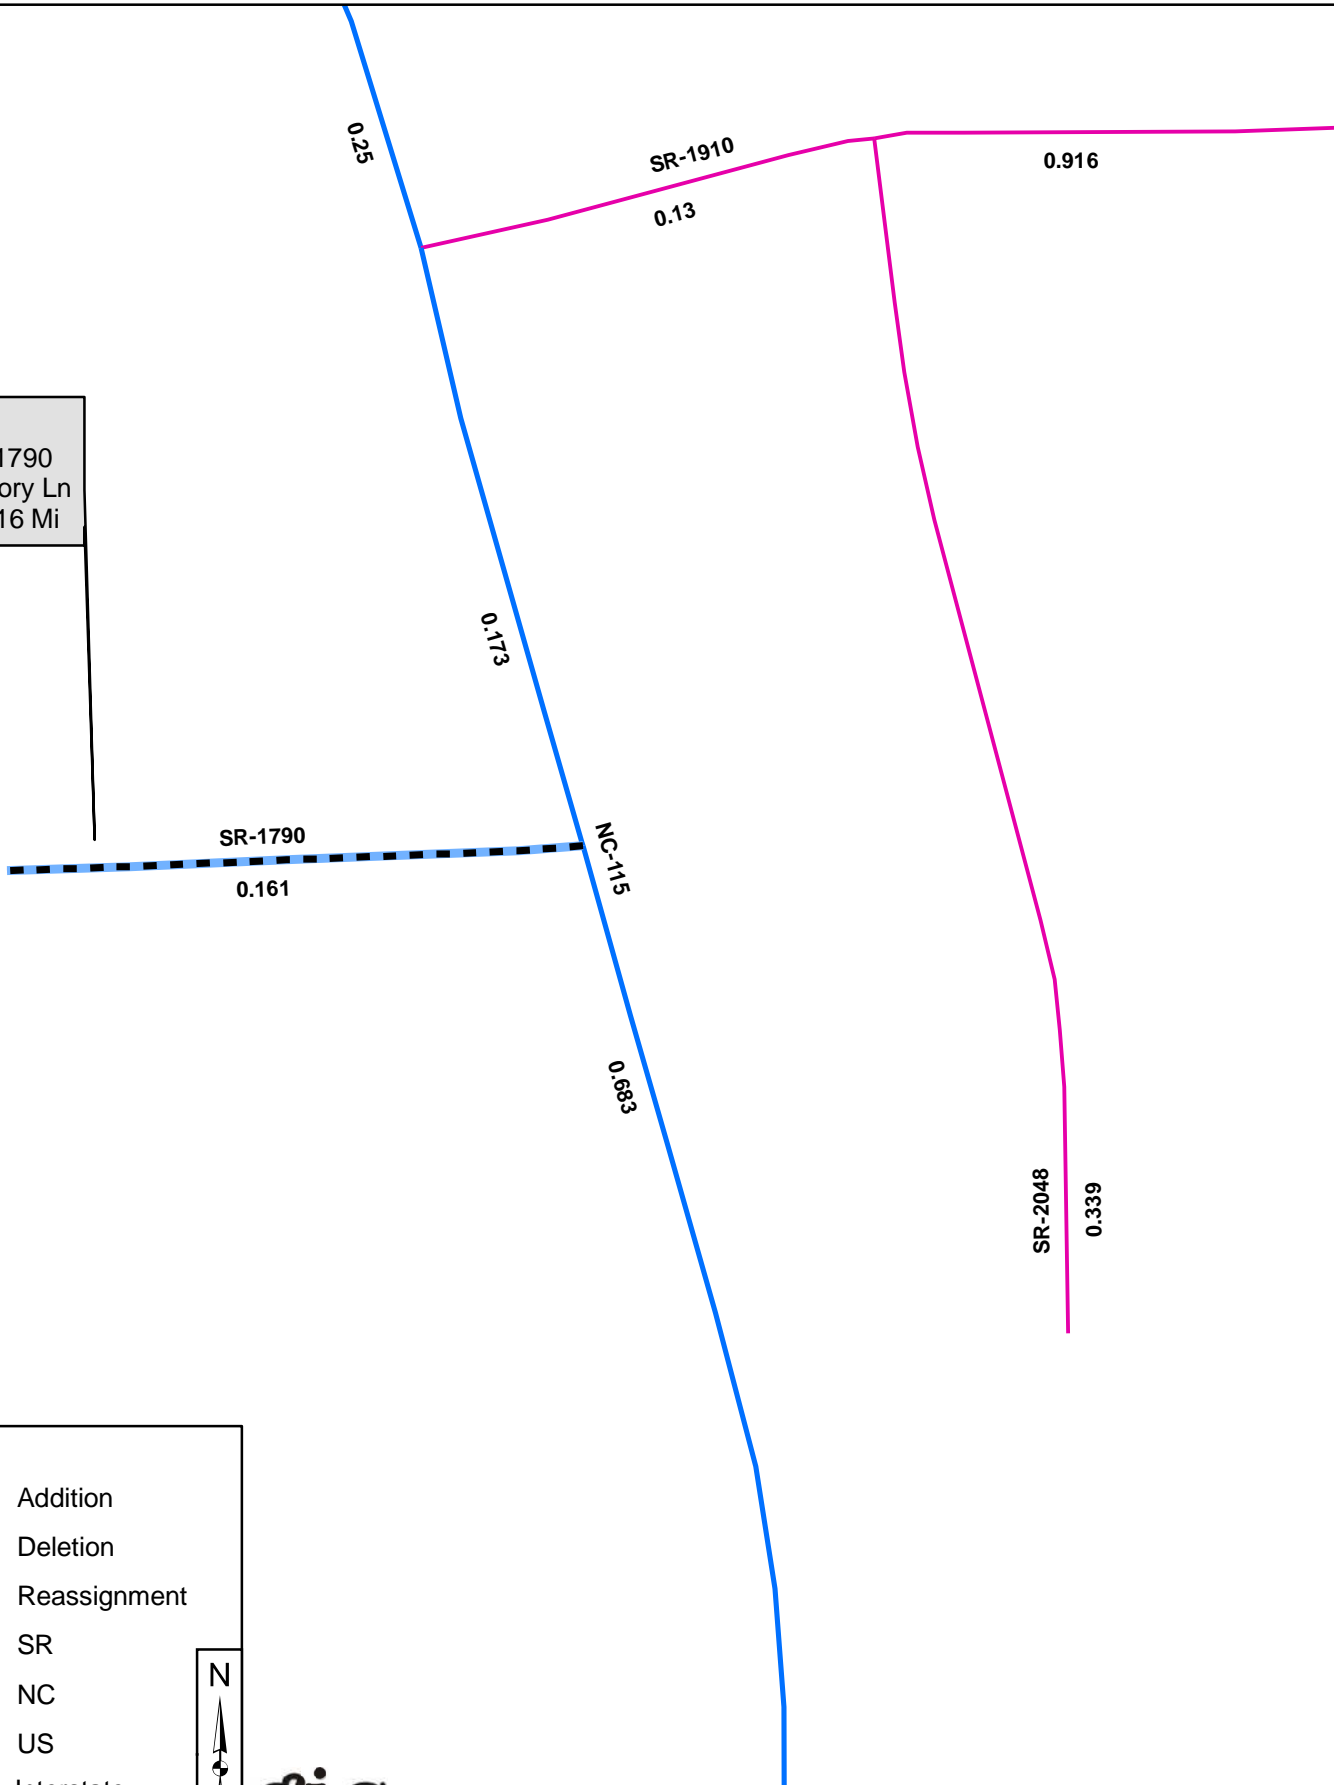 0.25
SR-1910
0.13
0.916
1790
ory Ln
16 Mi
0.173
SR-1790
0.161
NC-115
0.683
SR-2048
0.339
Addition
Deletion
Reassignment
SR
NC
US
Interstate
N